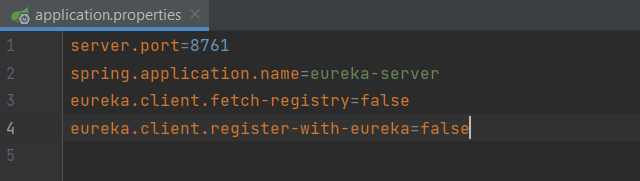 application.properties
1 server.port=8761
2 spring.application.name=eureka-server
3 eureka.client.fetch-registry=false
4 eureka.client.register-with-eureka=false
5